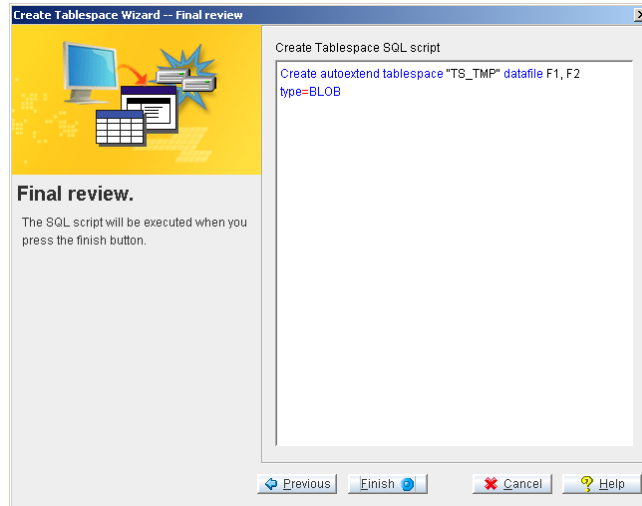 Create Tablespace Wizard -- Final review
Create Tablespace SQL script
Create autoextend tablespace "TS_TMP" datafile F1, F2
type=BLOB
Final review.
The SQL script will be executed when you
press the finish button.
Previous
Finish
Cancel
Help